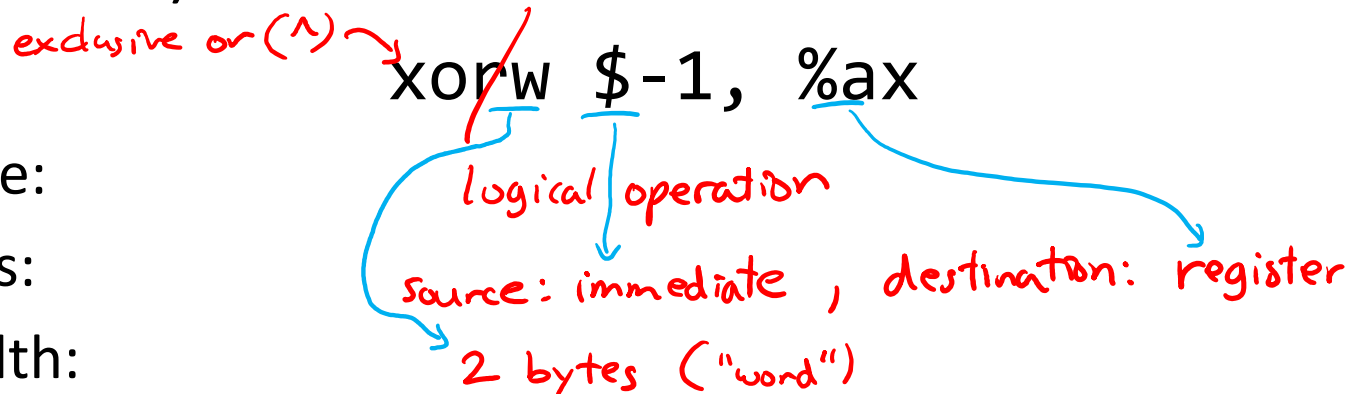 exclusive or (^)
xorw $-1, %ax
e:
logical operation
s:
source: immediate , destination: register
lth:
2 bytes ("word")